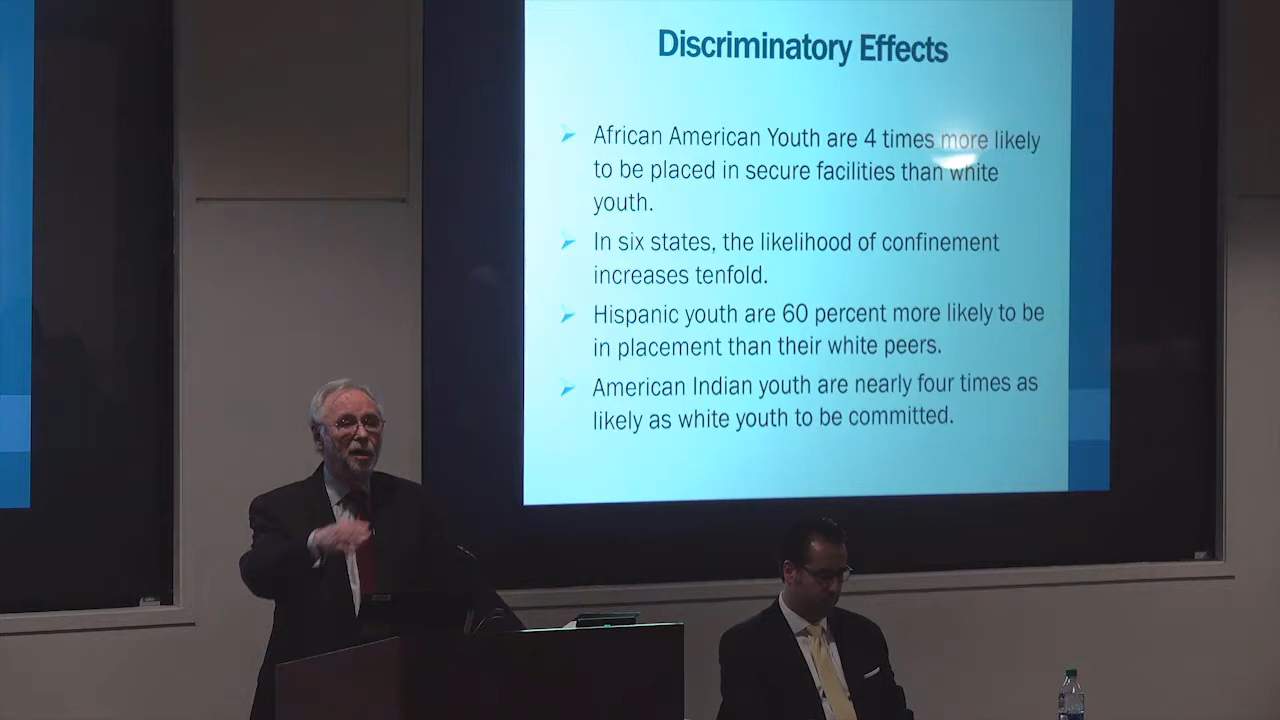 Discriminatory Effects
African American Youth are 4 times more likely
to be placed in secure facilities than white
youth.
In six states, the likelihood of confinement
increases tenfold.
Hispanic youth are 60 percent more likely to be
in placement than their white peers.
American Indian youth are nearly four times as
likely as white youth to be committed.